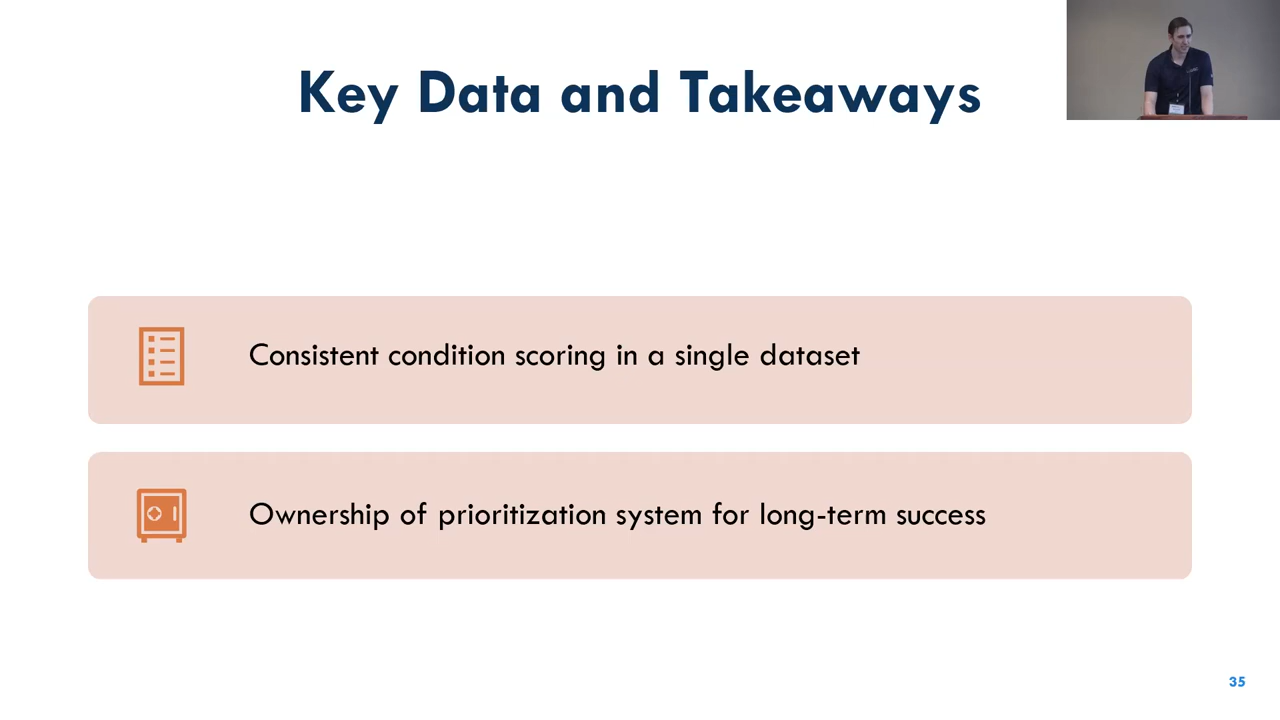 Key Data and Takeaways
Consistent condition scoring in a single dataset
Ownership of prioritization system for long-term success
35